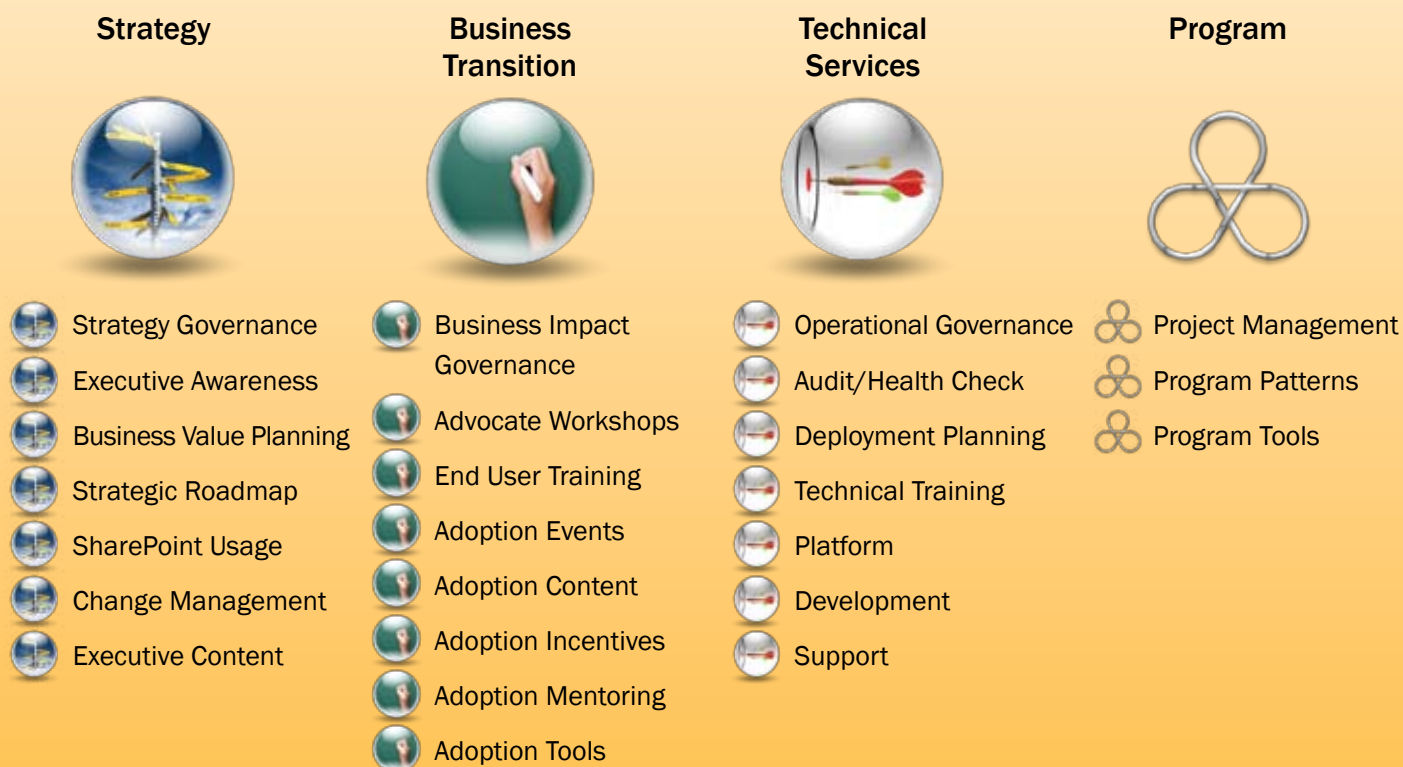 Strategy
Business
Transition
Technical
Services
Program
Strategy Governance
Executive Awareness
Business Value Planning
Strategic Roadmap
SharePoint Usage
Change Management
Executive Content
Business Impact
Governance
Advocate Workshops
End User Training
Adoption Events
Adoption Content
Adoption Incentives
Adoption Mentoring
Adoption Tools
Operational Governance
Audit/Health Check
Deployment Planning
Technical Training
Platform
Development
Support
Project Management
Program Patterns
Program Tools